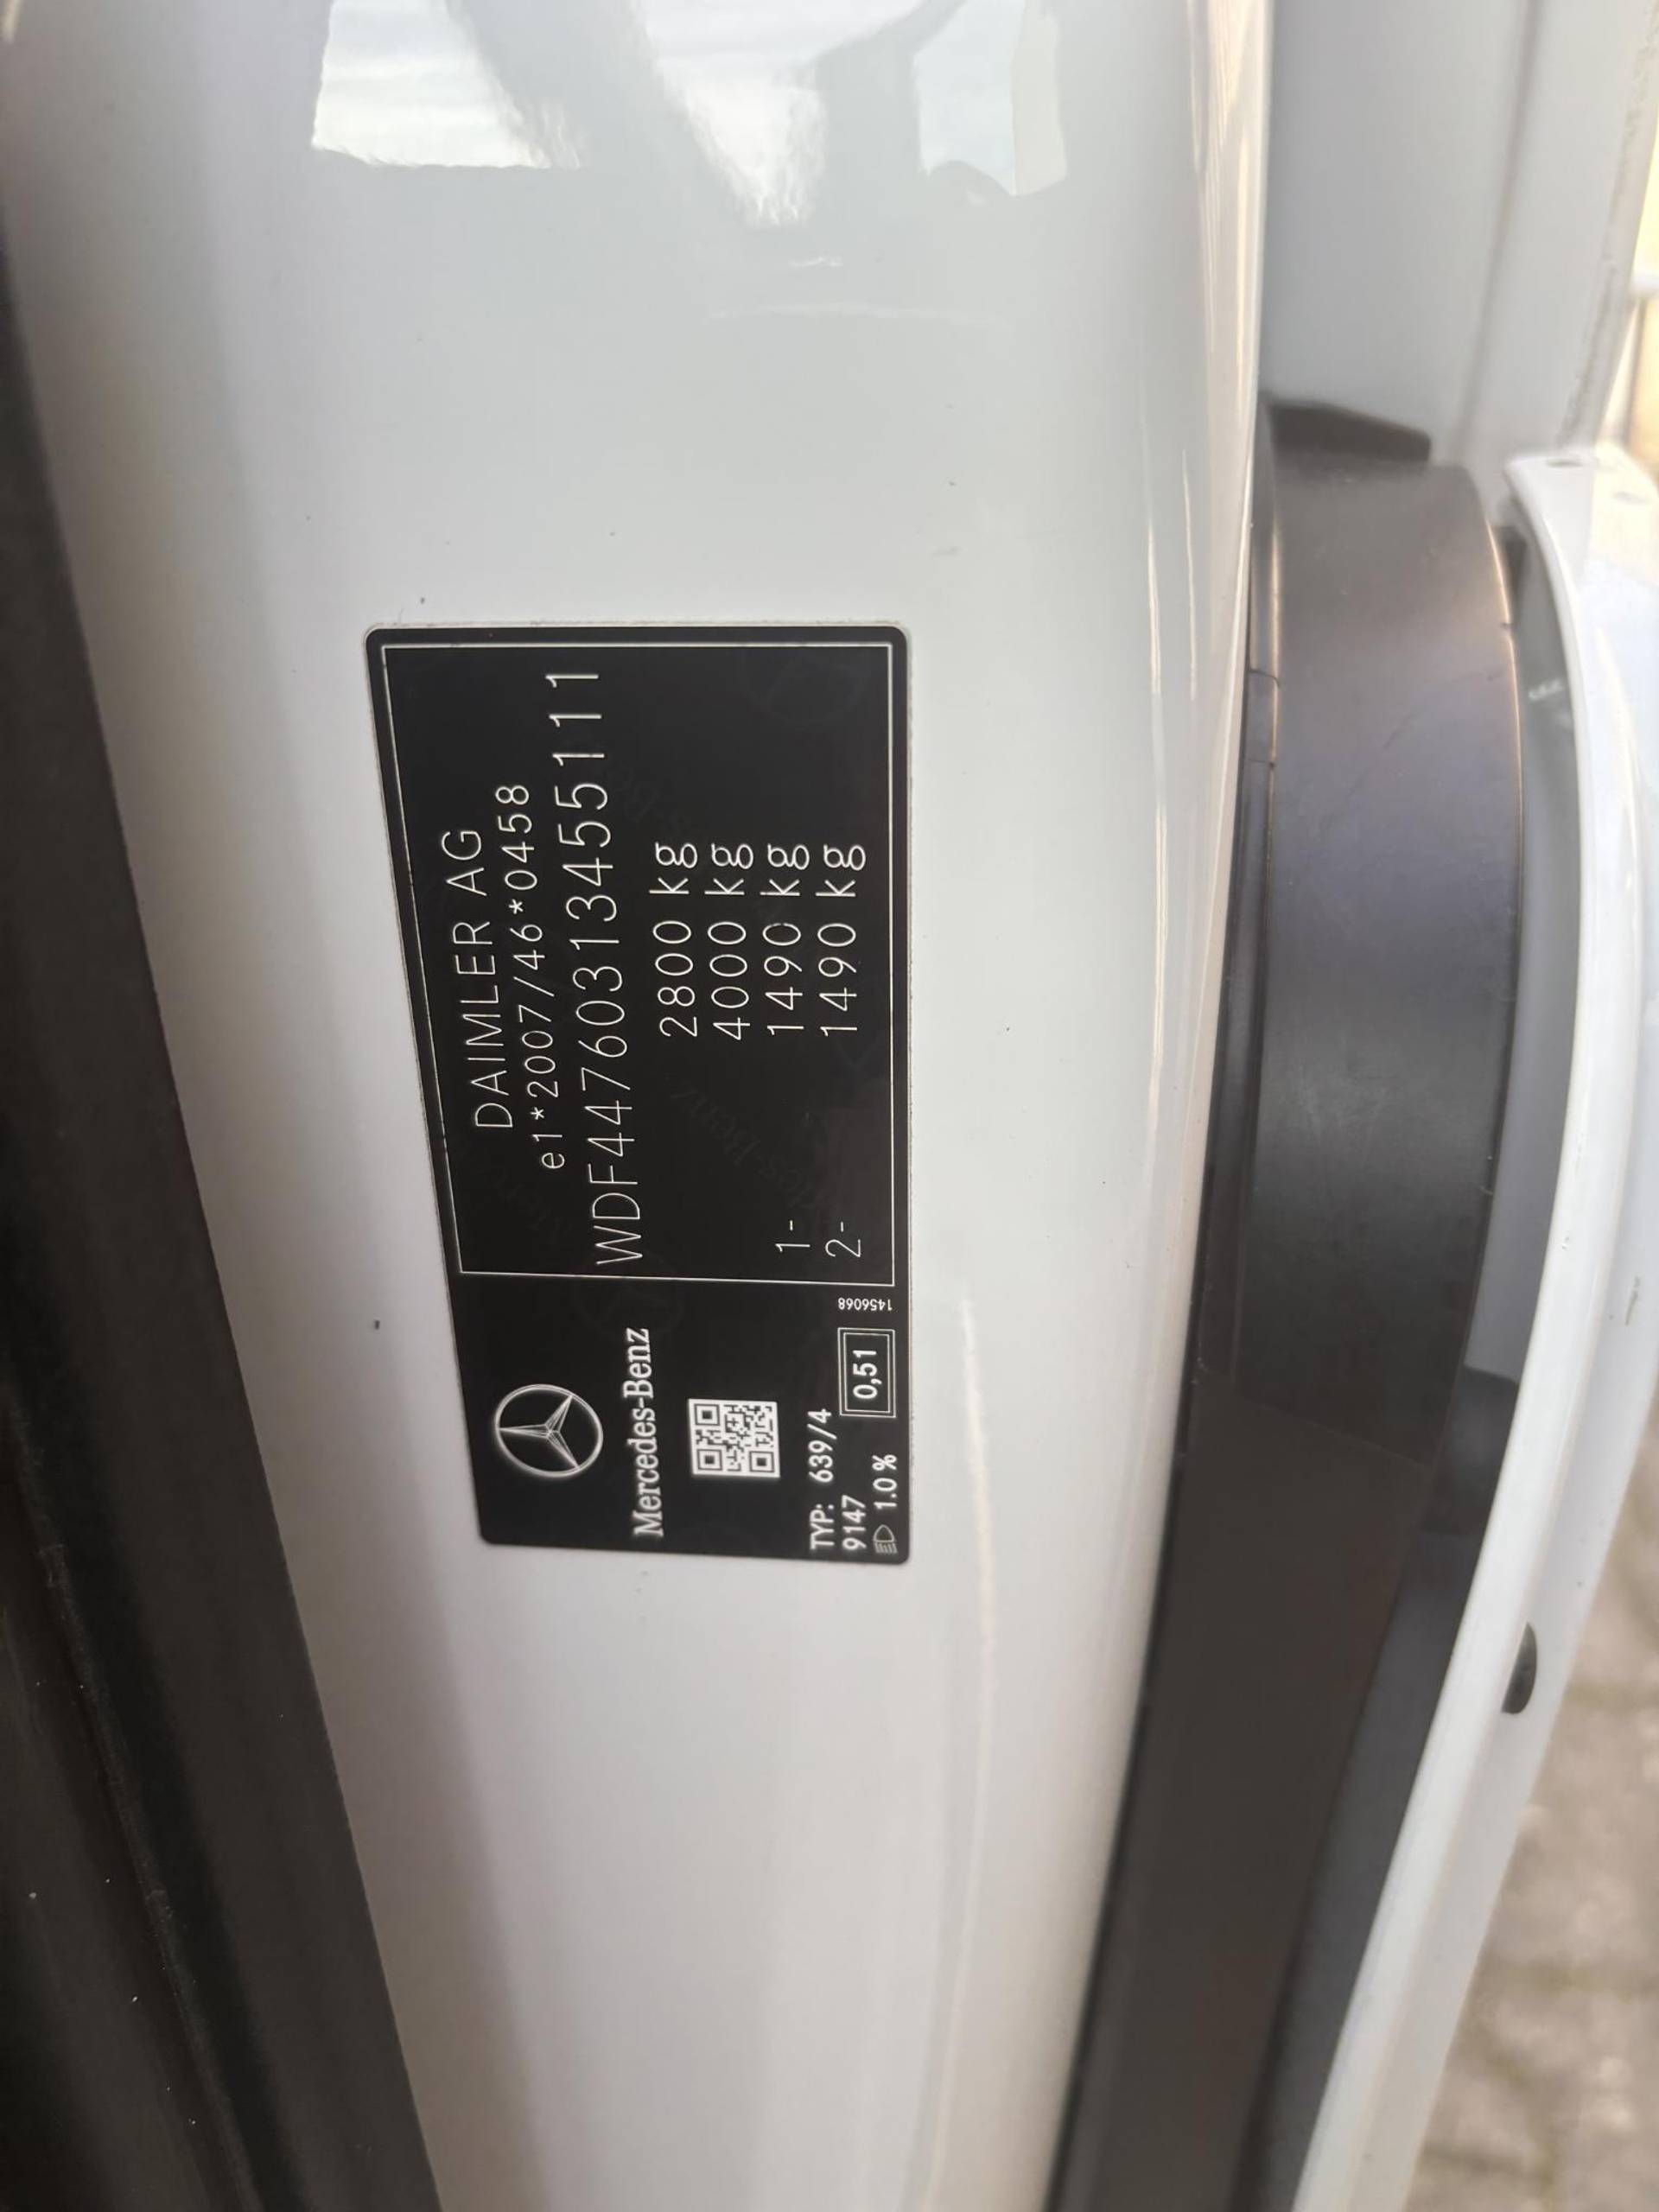 DAIMLER AG
e1*2007/46*0458
WDF44760313455111
2800 kg
4000 kg
1- 1490 kg
2- 1490 kg
Mercedes-Benz
TYP: 639/4
9147
1.0 %
0,51
1456068